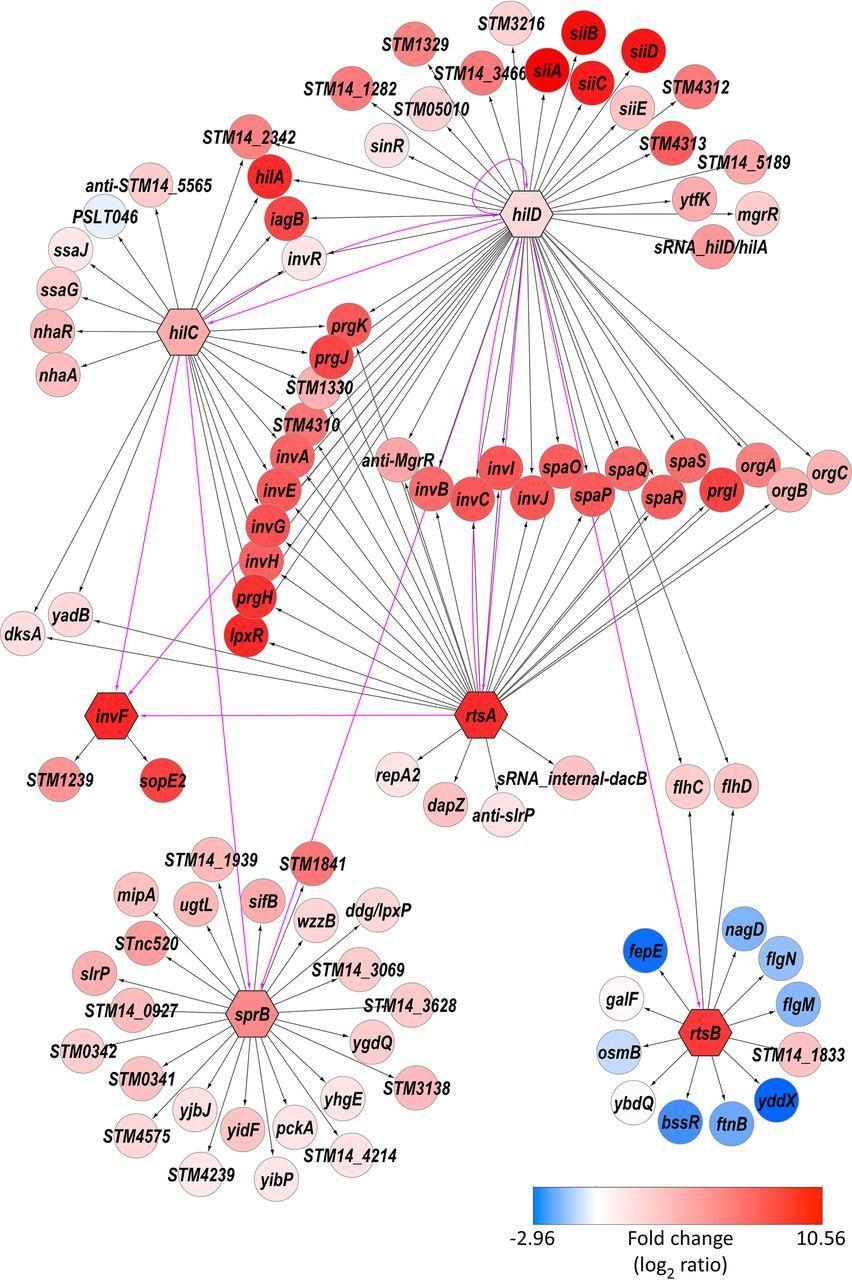 STM3216
siiB
STM1329
siiD
STM14_3466
siiA
siiC
STM14_1282
STM4312
STM05010
siiE
STM14_2342
sinR
STM4313
STM14_5189
hilA
anti-STM14_5565
ytfK
mgrR
PSLT046
iagB
hilD
sRNA_hilD/hilA
ssaJ
invR
ssaG
nhaR
hilC
prgK
prgJ
nhaA
STM1330
STM4310
invA
anti-MgrR
invI
spaO
spaQ
spaS
orgA
orgC
invE
invB
invC
invJ
spaP
spaR
prgI
orgB
invG
invH
prgH
yadB
dksA
lpxR
invF
rtsA
STM1239
sopE2
repA2
sRNA_internal-dacB
flhC
flhD
dapZ
anti-slrP
STM14_1939
STM1841
mipA
ugtL
sifB
wzzB
ddg/lpxP
STnc520
nagD
fepE
flgN
slrP
STM14_3069
galF
flgM
STM14_0927
sprB
STM14_3628
rtsB
STM0342
ygdQ
osmB
STM14_1833
STM0341
STM3138
yjbJ
yhgE
ybdQ
yddX
STM4575
yidF
pckA
bssR
ftnB
STM14_4214
STM4239
yibP
-2.96
Fold change
10.56
(log2 ratio)